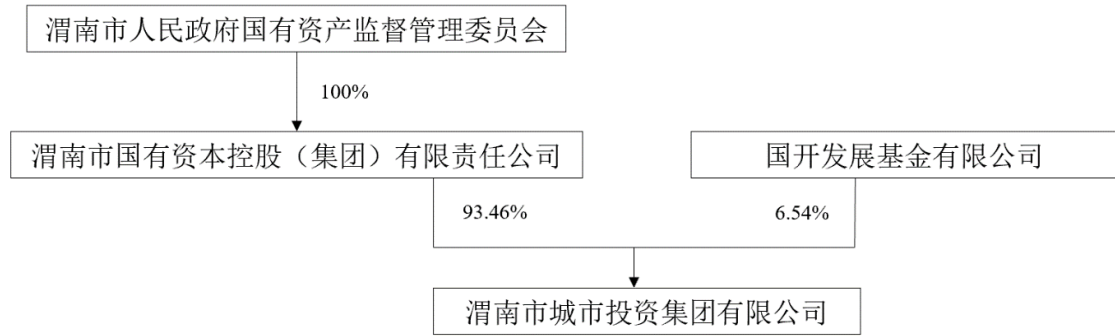 渭南市人民政府国有资产监督管理委员会
100%
渭南市国有资本控股（集团）有限责任公司
国开发展基金有限公司
93.46%
6.54%
渭南市城市投资集团有限公司